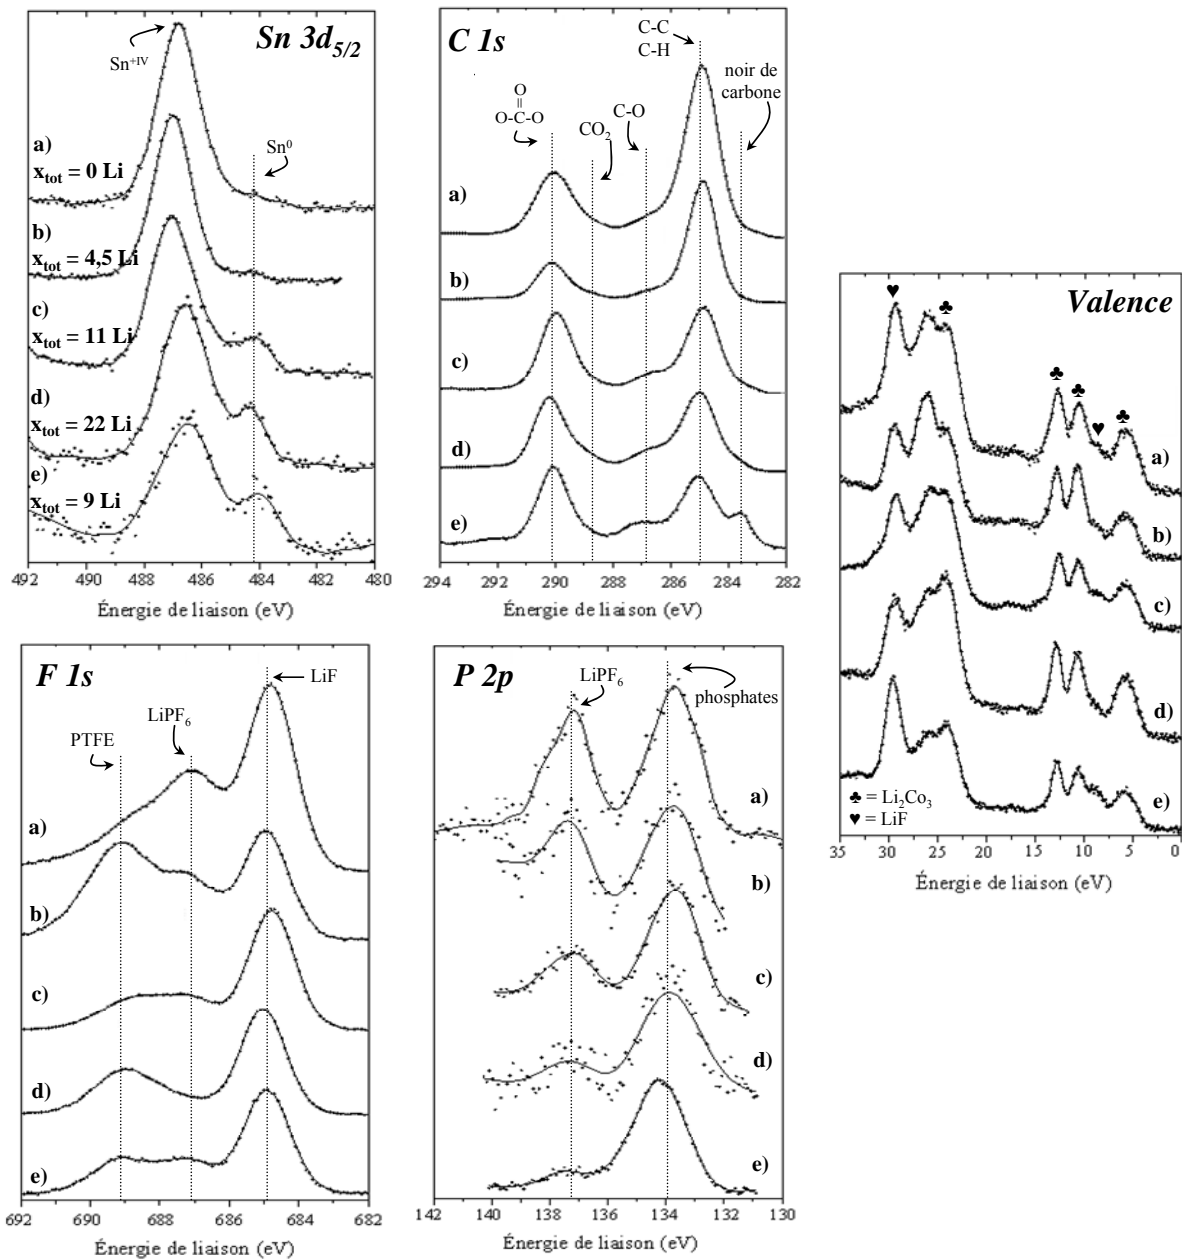 Sn 3d5/2
Sn+IV
Sn0
a)
xtot = 0 Li
b)
xtot = 4,5 Li
c)
xtot = 11 Li
d)
xtot = 22 Li
e)
xtot = 9 Li
492 490 488 486 484 482 480
Énergie de liaison (eV)
C 1s
C-C
C-H
noir de
carbone
O
O-C-O
CO2
C-O
a)
b)
c)
d)
e)
294 292 290 288 286 284 282
Énergie de liaison (eV)
Valence
a)
b)
c)
d)
e)
♣ = Li2Co3
♥ = LiF
35 30 25 20 15 10 5 0
Énergie de liaison (eV)
F 1s
LiF
LiPF6
PTFE
a)
b)
c)
d)
e)
692 690 688 686 684 682
Énergie de liaison (eV)
P 2p
LiPF6
phosphates
a)
b)
c)
d)
e)
142 140 138 136 134 132 130
Énergie de liaison (eV)